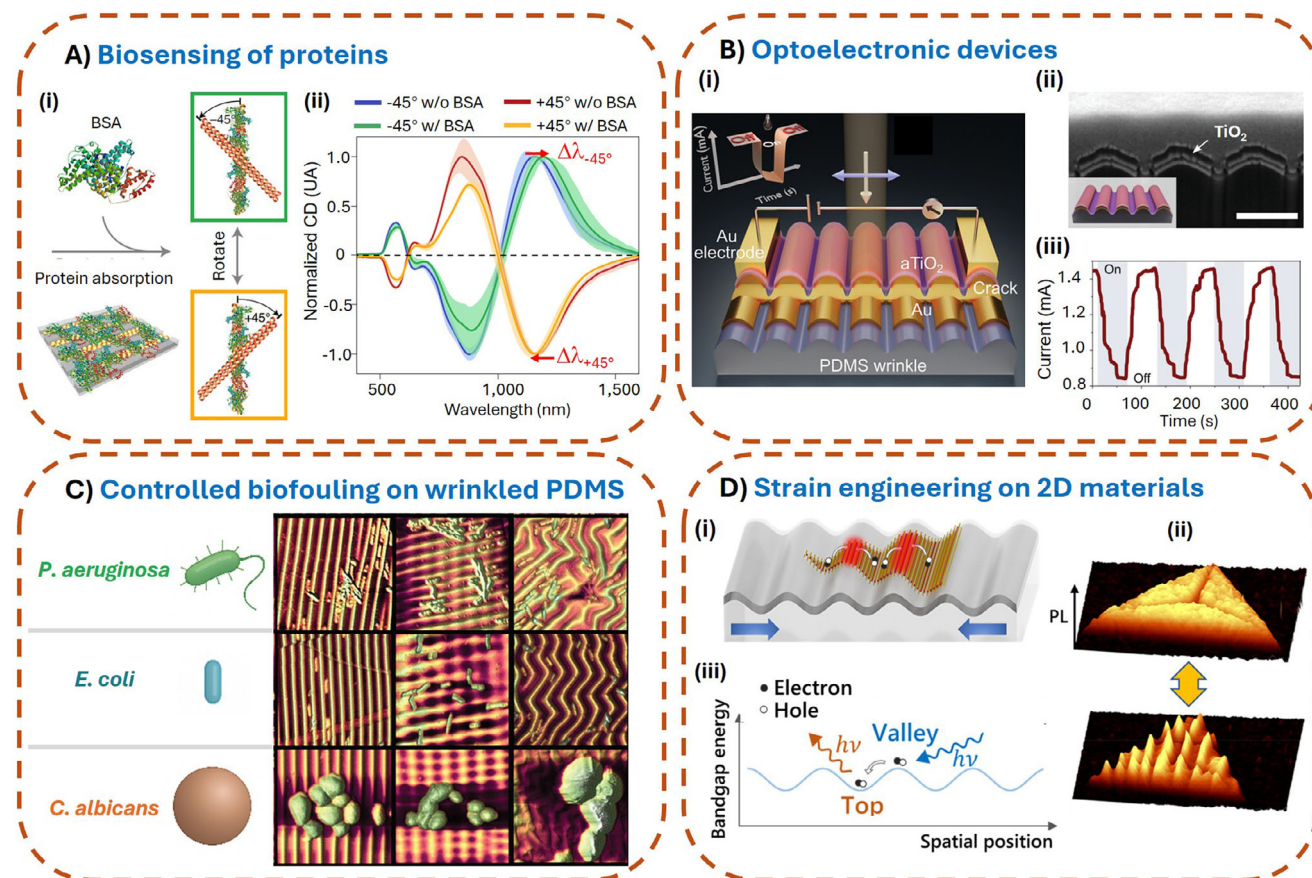 A) Biosensing of proteins
(i)
BSA
Protein absorption
−45°
Rotate
+45°
(ii)
-45° w/o BSA
+45° w/o BSA
-45° w/ BSA
+45° w/ BSA
Normalized CD (UA)
1.0
0.5
0
-0.5
-1.0
Δλ-45°
Δλ+45°
500
1,000
1,500
Wavelength (nm)
B) Optoelectronic devices
(i)
Current (mA)
Off
On
On
Time (s)
Au
electrode
aTiO2
Crack
Au
PDMS wrinkle
(ii)
TiO2
(iii)
Current (mA)
1.4
1.2
1.0
0.8
On
Off
0 100 200 300 400
Time (s)
C) Controlled biofouling on wrinkled PDMS
P. aeruginosa
E. coli
C. albicans
D) Strain engineering on 2D materials
(i)
(ii)
PL
(iii)
Electron
Hole
Bandgap energy
hν
Valley
hν
Top
Spatial position